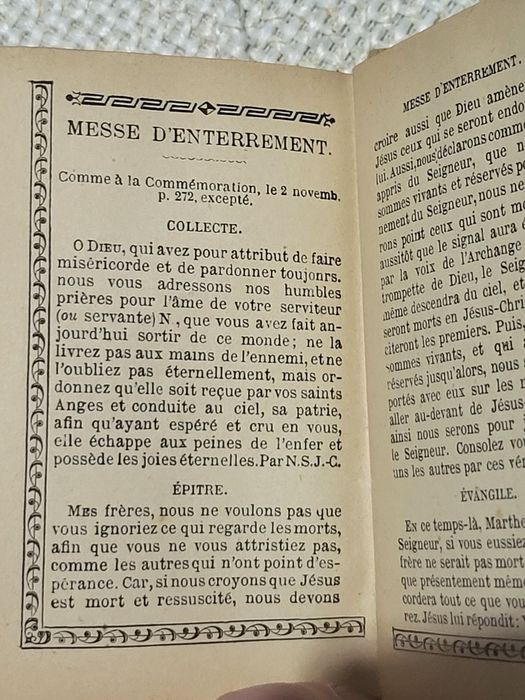 MESSE D'ENTERREMENT.
Comme à la Commémoration, le 2 novemb.
p. 272, excepté.
COLLECTE.
O DIEU, qui avez pour attribut de faire
miséricorde et de pardonner toujonrs.
nous vous adressons nos humbles
prières pour l'âme de votre serviteur
(ou servante) N, que vous avez fait an-
jourd'hui sortir de ce monde; ne la
livrez pas aux mains de l'ennemi, et ne
l'oubliez pas éternellement, mais or-
donnez qu'elle soit reçue par vos saints
Anges et conduite au ciel, sa patrie,
afin qu'ayant espéré et cru en vous,
elle échappe aux peines de l'enfer et
possède les joies éternelles. Par N.S.J.-C.
ÉPITRE.
MES frères, nous ne voulons pas que
vous ignoriez ce qui regarde les morts,
afin que vous ne vous attristiez pas,
comme les autres qui n'ont point d'es-
pérance. Car, si nous croyons que Jésus
est mort et ressuscité, nous devons
MESSE D'ENTERREMENT.
croire aussi que Dieu amène
Jésus ceux qui se seront endo
lui. Aussi, nous déclarons comme
appris du Seigneur, que n
sommes vivants et réservés po
nement du Seigneur, nous ne
rons point ceux qui sont mo
aussitôt que le signal aura é
par la voix de l'Archange
trompette de Dieu, le Seig
même descendra du ciel, et
seront morts en Jésus-Chri
citeront les premiers. Puis,
sommes vivants, et qui a
réservés jusqu'alors, nous
portés avec eux sur les n
aller au-devant de Jésus-
ainsi nous serons pour j
le Seigneur. Consolez vou
uns les autres par ces vér
ÉVANGILE.
EN ce temps-là, Marthe
Seigneur, si vous eussiez
frère ne serait pas mort
que présentement même
cordera tout ce que vou
rez. Jésus lui répondit: V